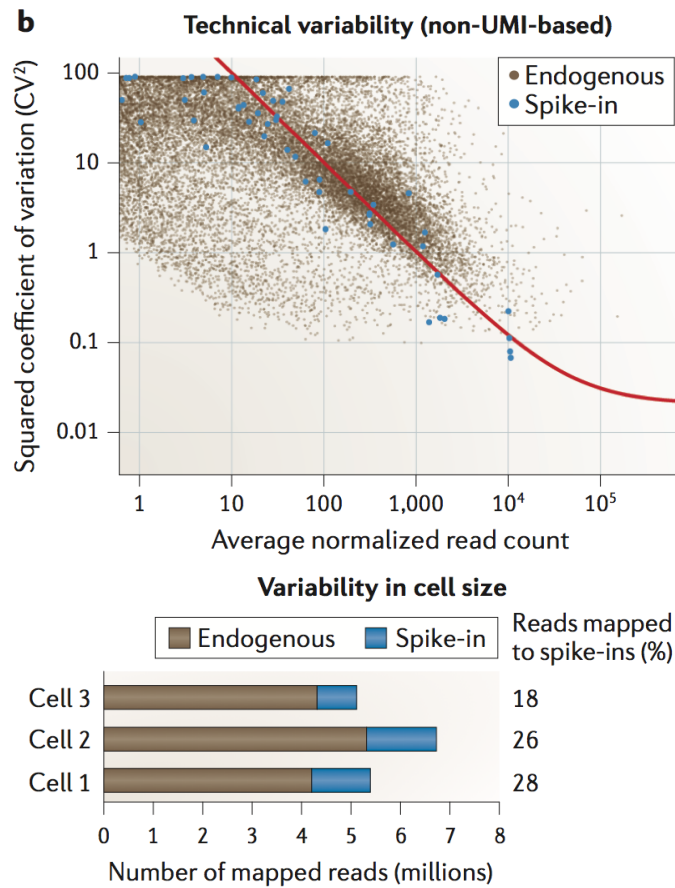 b
Technical variability (non-UMI-based)
Endogenous
Spike-in
Squared coefficient of variation (CV²)
100
10
1
0.1
0.01
1
10
100
1,000
10⁴
10⁵
Average normalized read count
Variability in cell size
Endogenous
Spike-in
Reads mapped
to spike-ins (%)
Cell 3
18
Cell 2
26
Cell 1
28
0
1
2
3
4
5
6
7
8
Number of mapped reads (millions)